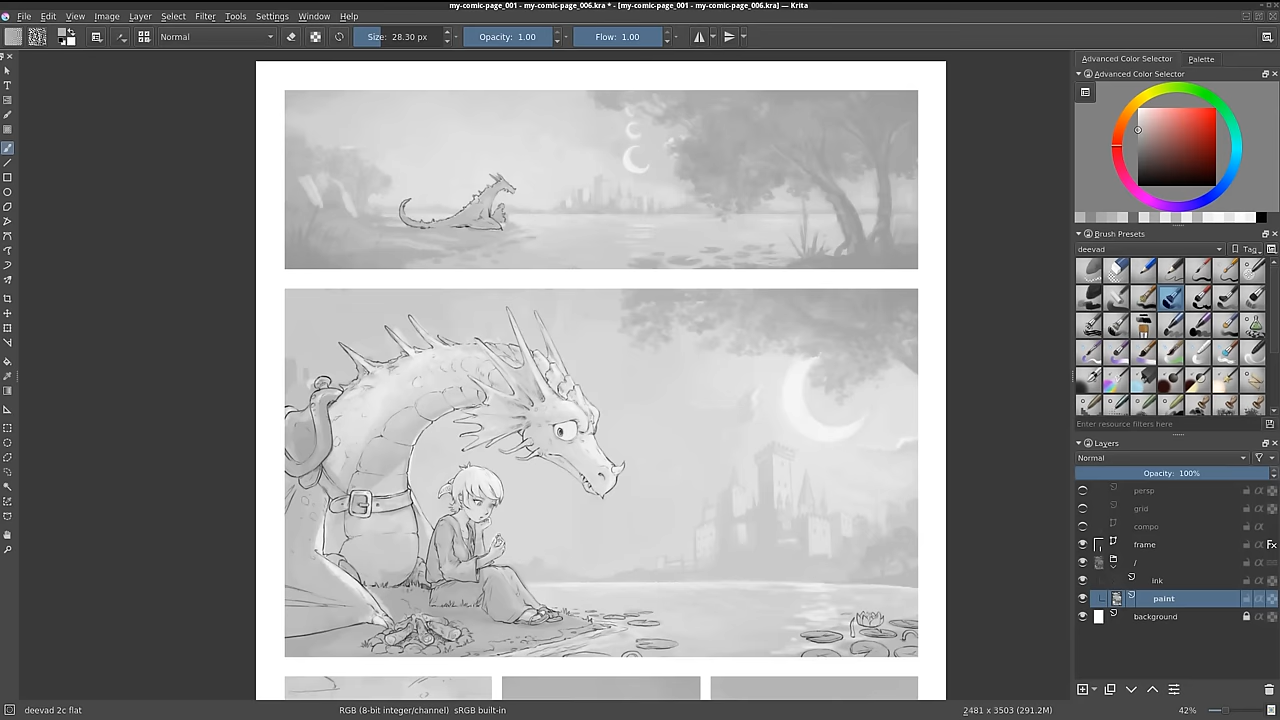 my-comic-page_001 - my-comic-page_006.kra * - [my-comic-page_001 - my-comic-page_006.kra] — Krita
File Edit View Image Layer Select Filter Tools Settings Window Help
Normal Size: 28.30 px Opacity: 1.00 Flow: 1.00
Advanced Color Selector Palette
Advanced Color Selector
Brush Presets
deevad Tag
Enter resource filters here
Layers
Normal
Opacity: 100%
persp
grid
compo
frame Fx
/
ink
paint
background
deevad 2c flat RGB (8-bit integer/channel) sRGB built-in 2481 x 3503 (291.2M) 42%